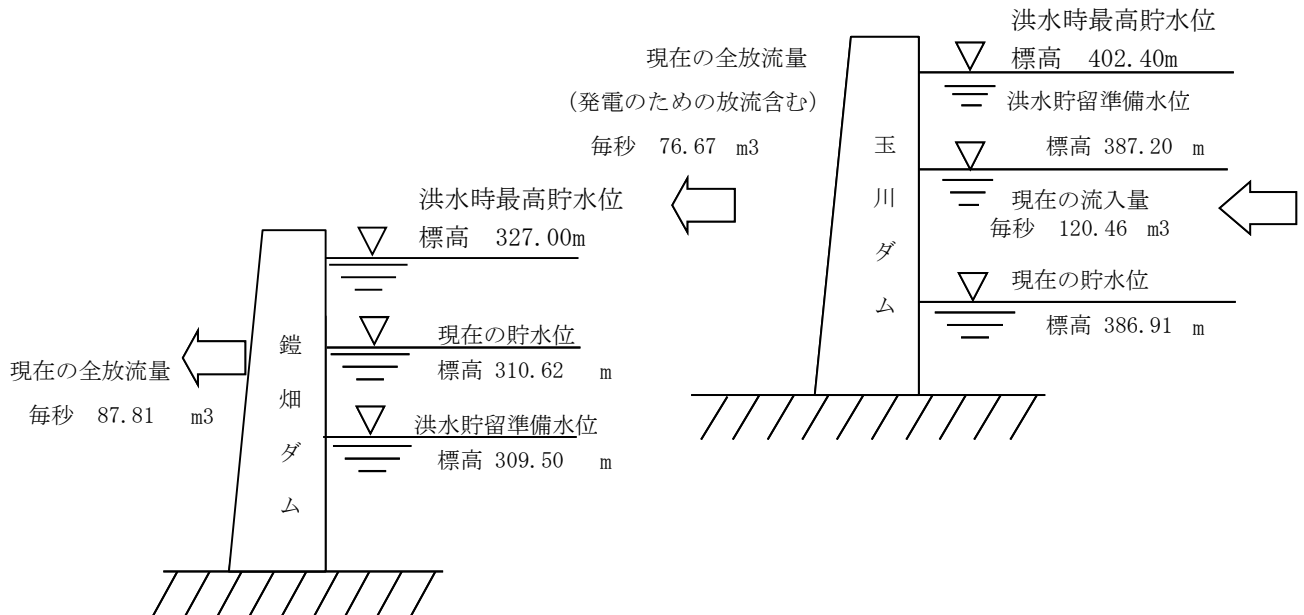 洪水時最高貯水位
標高 402.40m
洪水貯留準備水位
標高 387.20 m
現在の流入量
毎秒 120.46 m3
現在の貯水位
標高 386.91 m
玉川ダム
現在の全放流量
(発電のための放流含む)
毎秒 76.67 m3
洪水時最高貯水位
標高 327.00m
現在の貯水位
標高 310.62 m
洪水貯留準備水位
標高 309.50 m
鎧畑ダム
現在の全放流量
毎秒 87.81 m3